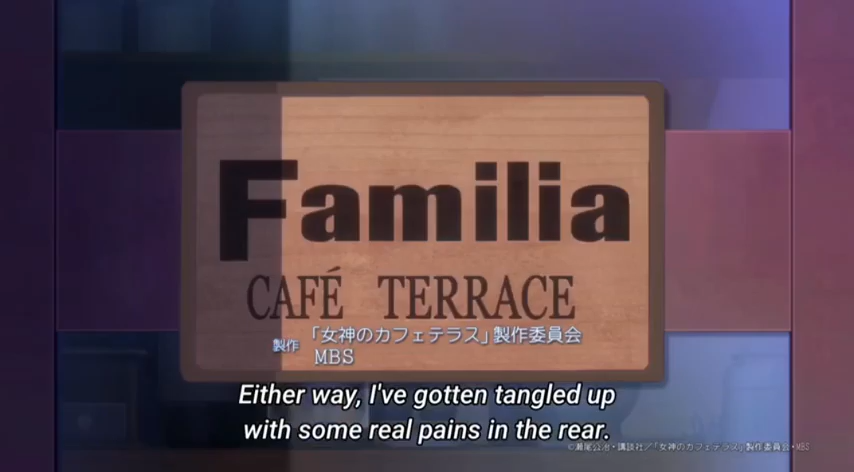 Familia
CAFÉ TERRACE
製作 「女神のカフェテラス」製作委員会
MBS
Either way, I've gotten tangled up
with some real pains in the rear.
©瀬尾公治・講談社/「女神のカフェテラス」製作委員会・MBS